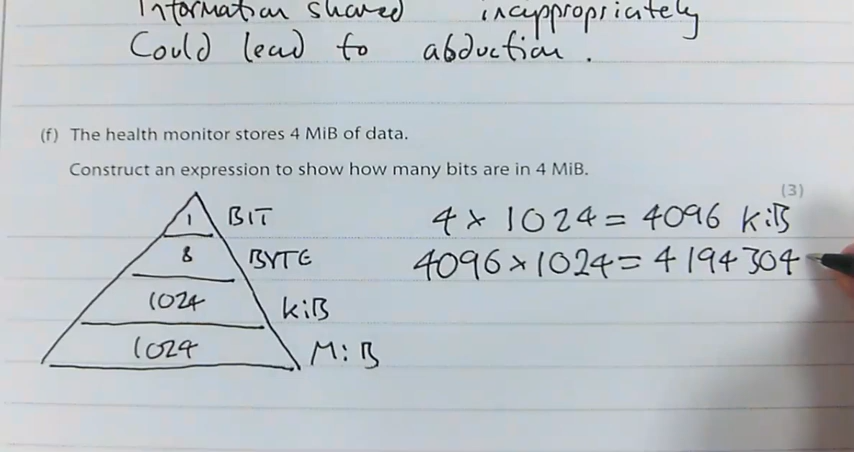 Information shared inappropriately
Could lead to abduction.
(f) The health monitor stores 4 MiB of data.
Construct an expression to show how many bits are in 4 MiB.
(3)
1 BIT
8 BYTE
1024 KiB
1024 MiB
4 × 1024 = 4096 KiB
4096 × 1024 = 4194304